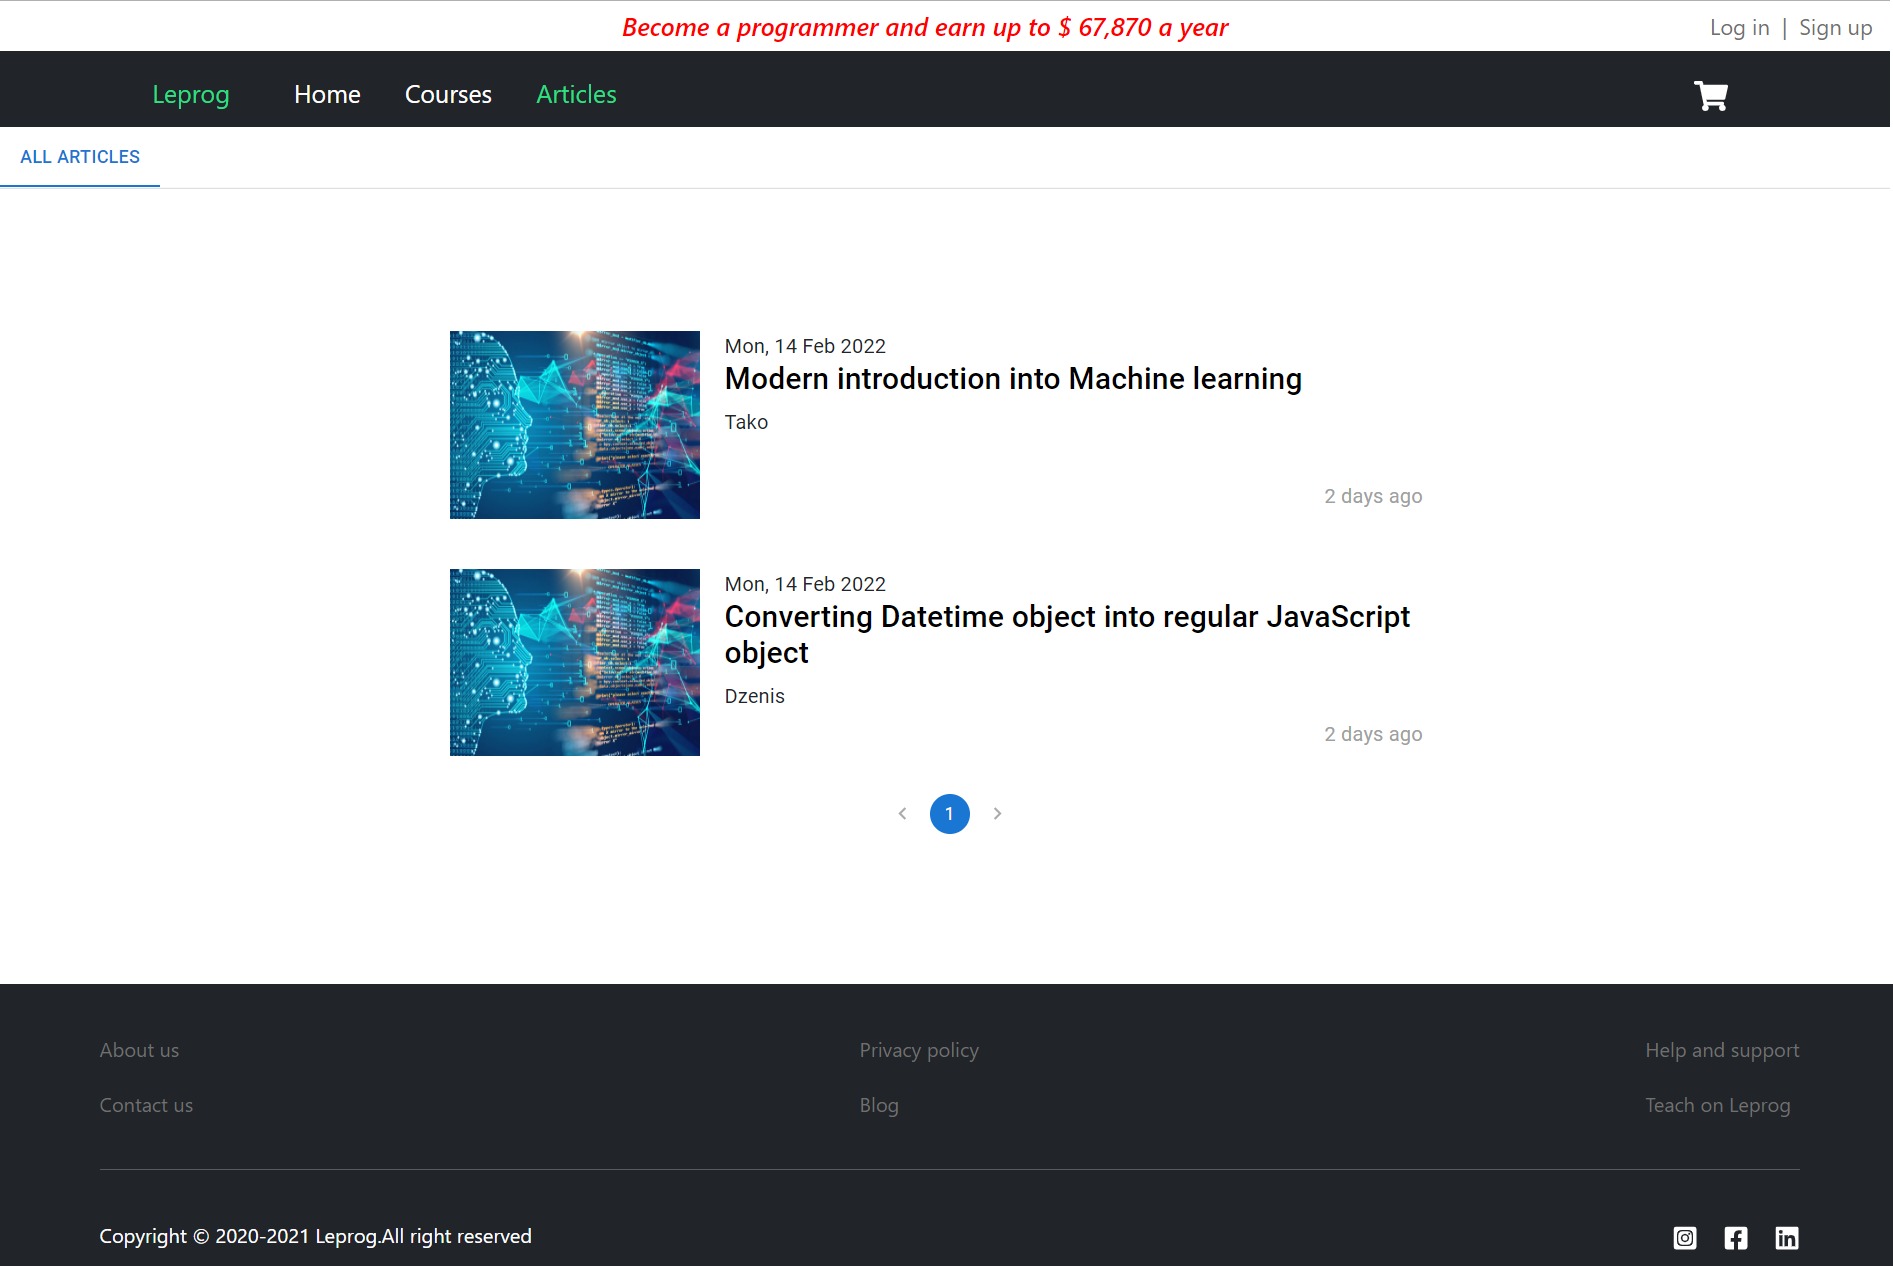 Become a programmer and earn up to $ 67,870 a year
Log in | Sign up
Leprog Home Courses Articles
ALL ARTICLES
Mon, 14 Feb 2022
Modern introduction into Machine learning
Tako
2 days ago
Mon, 14 Feb 2022
Converting Datetime object into regular JavaScript
object
Dzenis
2 days ago
1
About us Privacy policy Help and support
Contact us Blog Teach on Leprog
Copyright © 2020-2021 Leprog.All right reserved